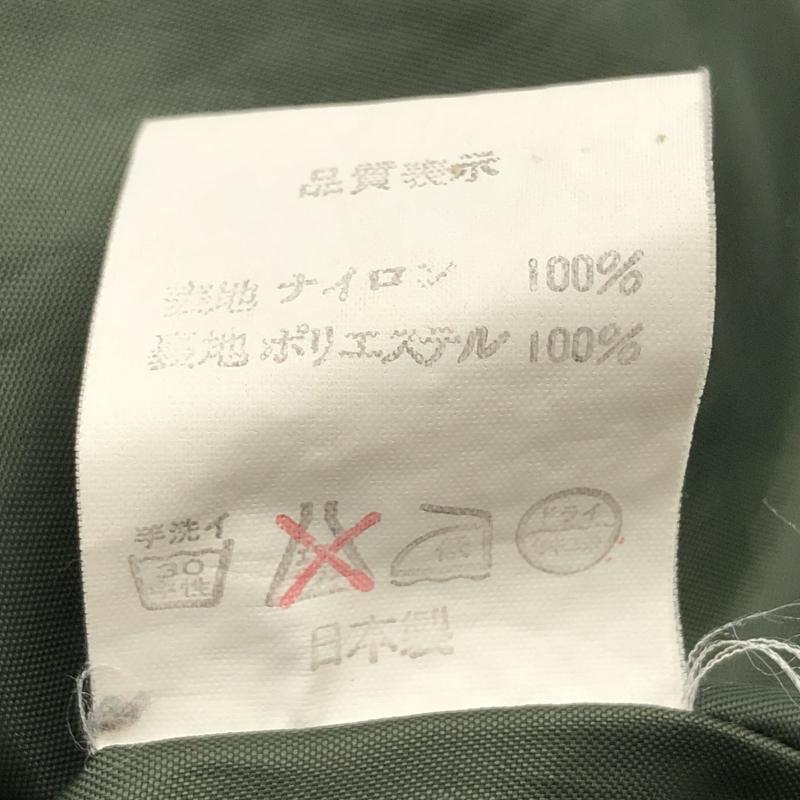 品質表示
表地 ナイロン 100%
裏地 ポリエステル 100%
手洗イ
30
中性
低
ドライ
日本製